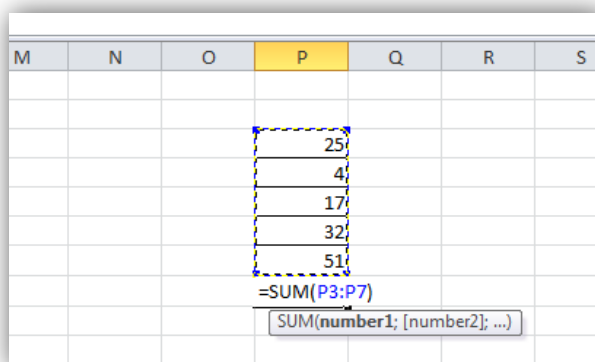 M N O P Q R S
25
4
17
32
51
=SUM(P3:P7)
SUM(number1; [number2]; ...)